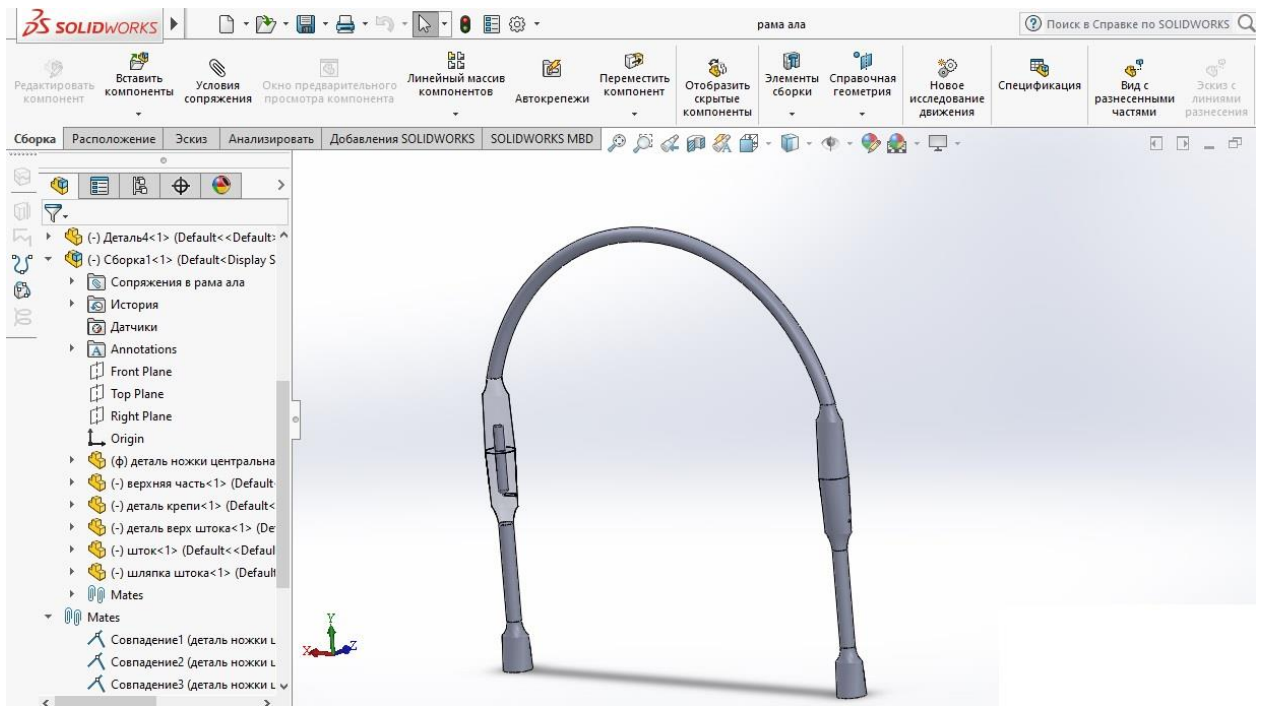 SOLIDWORKS
рама ала
Поиск в Справке по SOLIDWORKS
Редактировать компонент
Вставить компоненты
Условия сопряжения
Окно предварительного просмотра компонента
Линейный массив компонентов
Автокрепежи
Переместить компонент
Отобразить скрытые компоненты
Элементы сборки
Справочная геометрия
Новое исследование движения
Спецификация
Вид с разнесенными частями
Эскиз с линиями разнесения
Сборка
Расположение
Эскиз
Анализировать
Добавления SOLIDWORKS
SOLIDWORKS MBD
(-) Деталь4<1> (Default<<Default>
(-) Сборка1<1> (Default<Display S
Сопряжения в рама ала
История
Датчики
Annotations
Front Plane
Top Plane
Right Plane
Origin
(ф) деталь ножки центральна
(-) верхняя часть<1> (Default
(-) деталь крепи<1> (Default<
(-) деталь верх штока<1> (De
(-) шток<1> (Default<<Defaul
(-) шляпка штока<1> (Default
Mates
Mates
Совпадение1 (деталь ножки ц
Совпадение2 (деталь ножки ц
Совпадение3 (деталь ножки ц
Y
X
Z